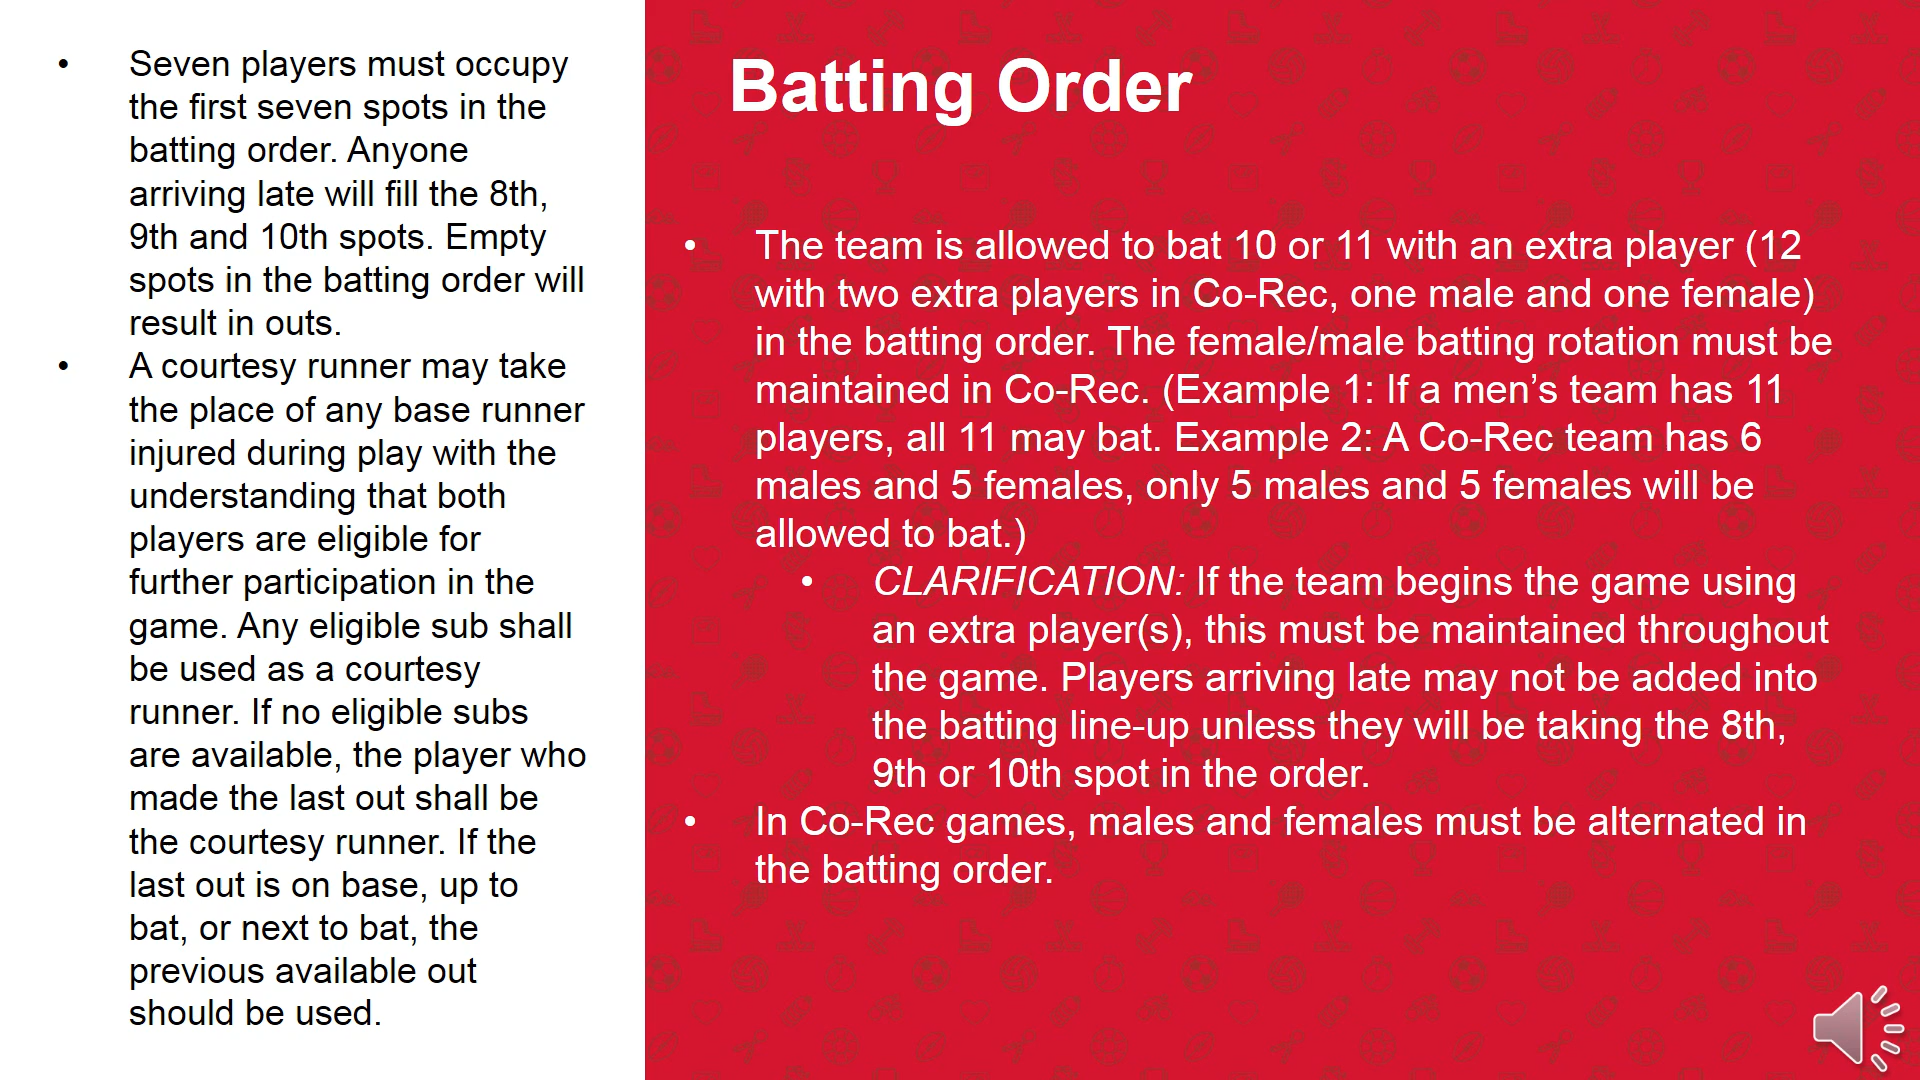 • Seven players must occupy
the first seven spots in the
batting order. Anyone
arriving late will fill the 8th,
9th and 10th spots. Empty
spots in the batting order will
result in outs.
• A courtesy runner may take
the place of any base runner
injured during play with the
understanding that both
players are eligible for
further participation in the
game. Any eligible sub shall
be used as a courtesy
runner. If no eligible subs
are available, the player who
made the last out shall be
the courtesy runner. If the
last out is on base, up to
bat, or next to bat, the
previous available out
should be used.
Batting Order
• The team is allowed to bat 10 or 11 with an extra player (12
with two extra players in Co-Rec, one male and one female)
in the batting order. The female/male batting rotation must be
maintained in Co-Rec. (Example 1: If a men’s team has 11
players, all 11 may bat. Example 2: A Co-Rec team has 6
males and 5 females, only 5 males and 5 females will be
allowed to bat.)
• CLARIFICATION: If the team begins the game using
an extra player(s), this must be maintained throughout
the game. Players arriving late may not be added into
the batting line-up unless they will be taking the 8th,
9th or 10th spot in the order.
• In Co-Rec games, males and females must be alternated in
the batting order.